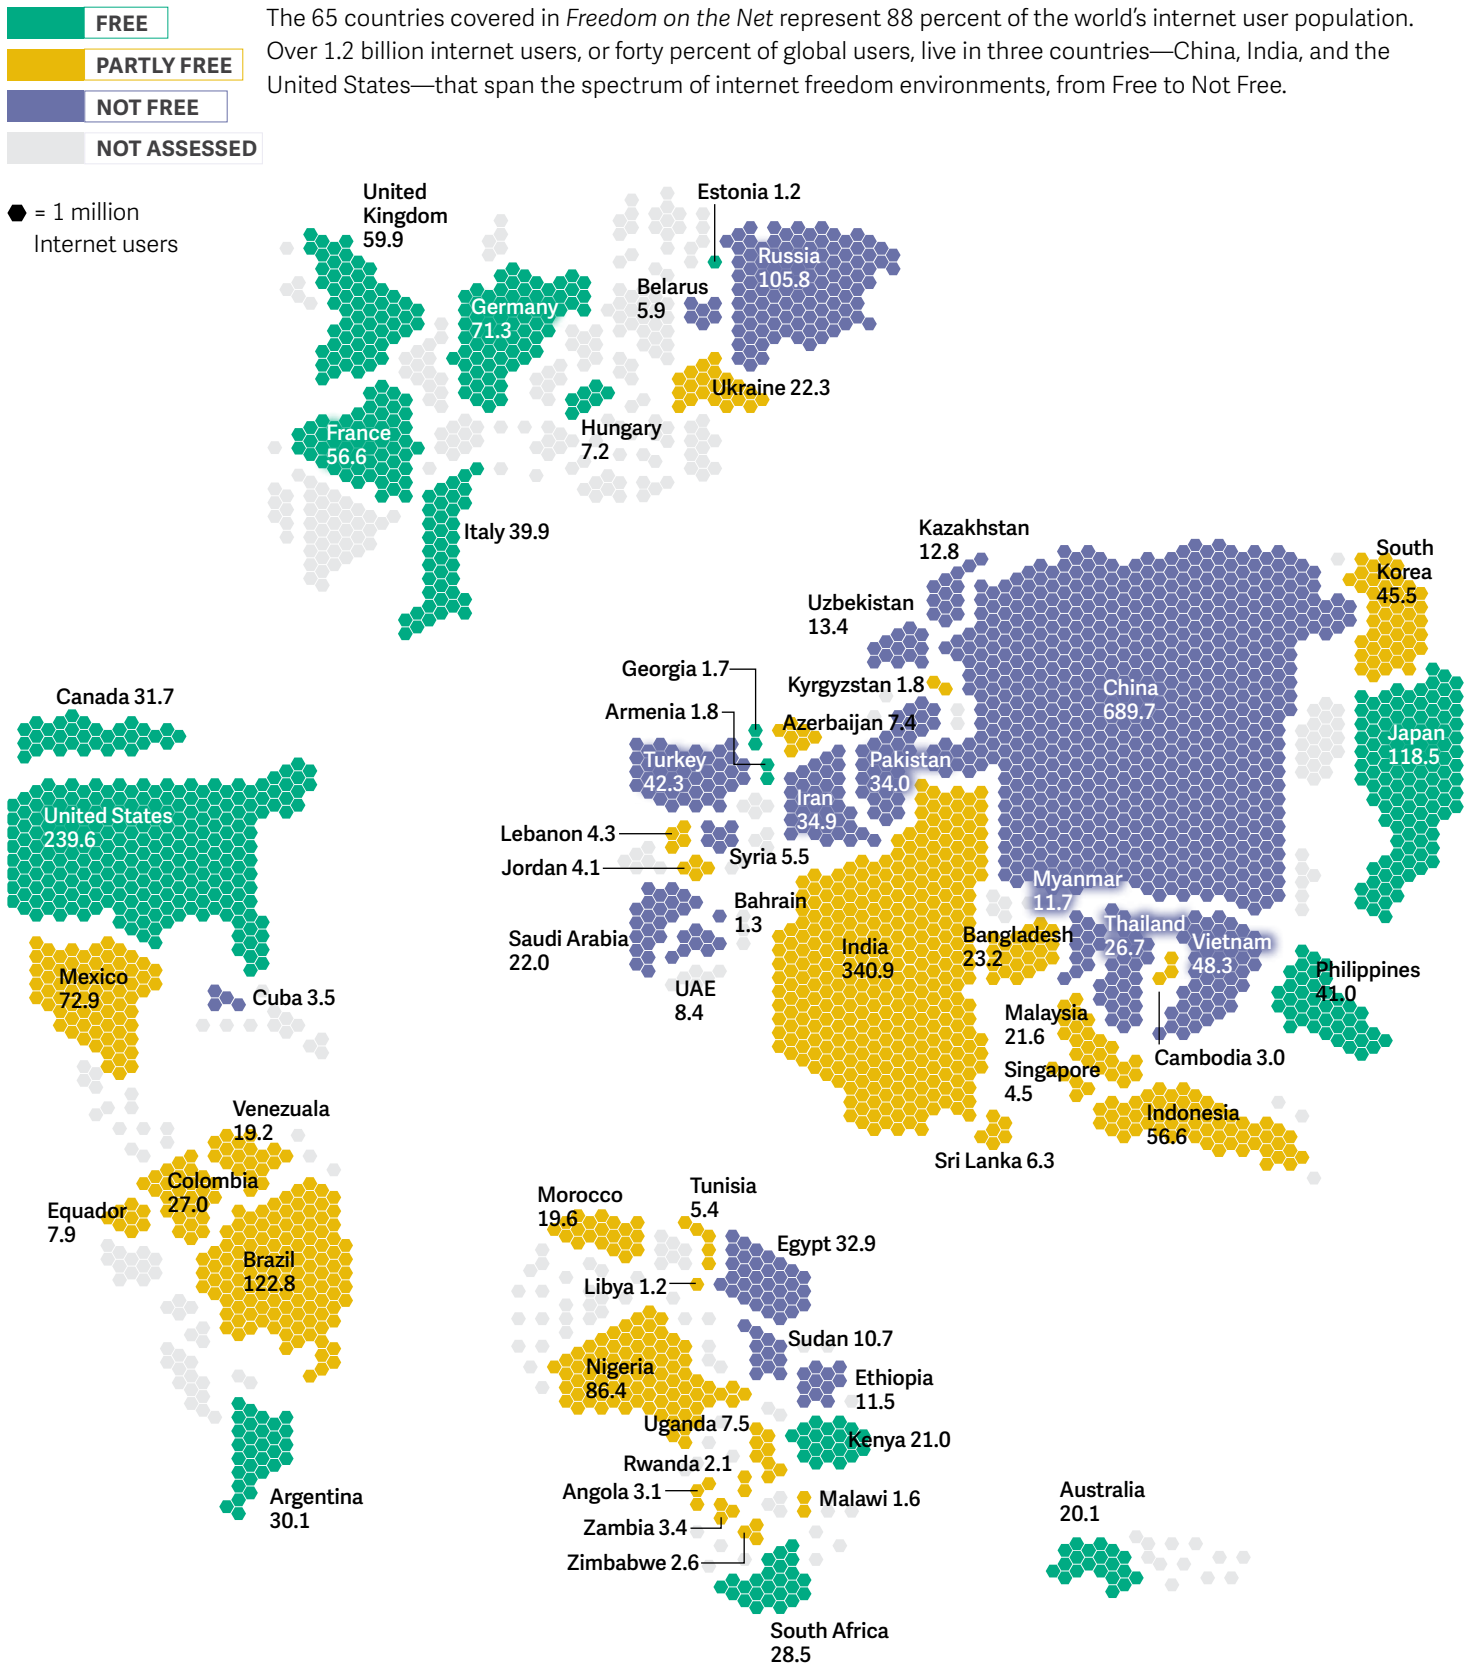 FREE
PARTLY FREE
NOT FREE
NOT ASSESSED
The 65 countries covered in Freedom on the Net represent 88 percent of the world’s internet user population.
Over 1.2 billion internet users, or forty percent of global users, live in three countries—China, India, and the
United States—that span the spectrum of internet freedom environments, from Free to Not Free.
= 1 million
Internet users
United
Kingdom
59.9
Estonia 1.2
Russia
105.8
Belarus
5.9
Germany
71.3
Ukraine 22.3
Hungary
7.2
France
56.6
Italy 39.9
Kazakhstan
12.8
South
Korea
45.5
Uzbekistan
13.4
Georgia 1.7
Kyrgyzstan 1.8
China
689.7
Canada 31.7
Armenia 1.8
Azerbaijan 7.4
Japan
118.5
Turkey
42.3
Pakistan
34.0
Iran
34.9
United States
239.6
Lebanon 4.3
Syria 5.5
Jordan 4.1
Myanmar
11.7
Bahrain
1.3
Thailand
26.7
Saudi Arabia
22.0
India
340.9
Bangladesh
23.2
Vietnam
48.3
Mexico
72.9
Philippines
41.0
UAE
8.4
Cuba 3.5
Malaysia
21.6
Cambodia 3.0
Singapore
4.5
Venezuala
19.2
Indonesia
56.6
Sri Lanka 6.3
Colombia
27.0
Equador
7.9
Morocco
19.6
Tunisia
5.4
Egypt 32.9
Brazil
122.8
Libya 1.2
Sudan 10.7
Nigeria
86.4
Ethiopia
11.5
Uganda 7.5
Kenya 21.0
Rwanda 2.1
Angola 3.1
Malawi 1.6
Argentina
30.1
Australia
20.1
Zambia 3.4
Zimbabwe 2.6
South Africa
28.5